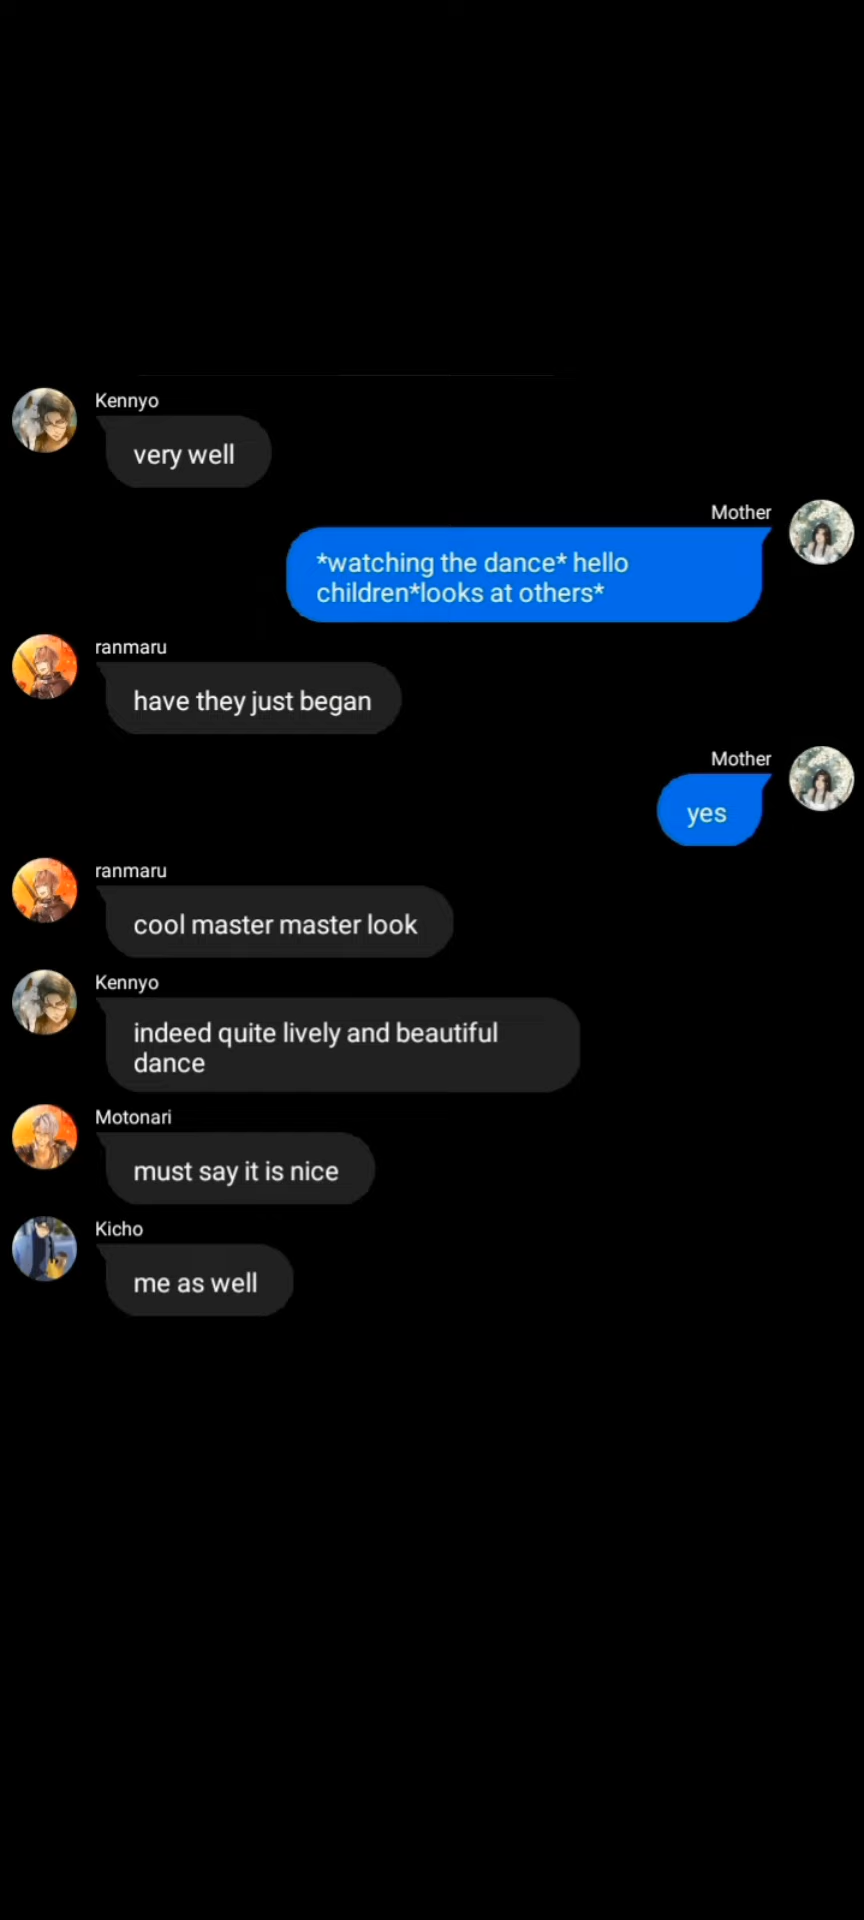 Kennyo
very well
Mother
*watching the dance* hello
children*looks at others*
ranmaru
have they just began
Mother
yes
ranmaru
cool master master look
Kennyo
indeed quite lively and beautiful
dance
Motonari
must say it is nice
Kicho
me as well